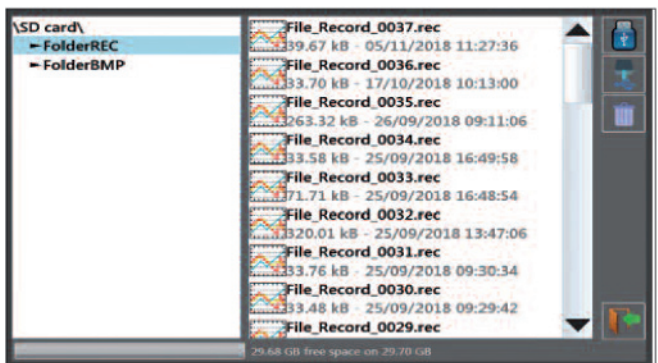 \SD card\
FolderREC
FolderBMP
File_Record_0037.rec
39.67 kB - 05/11/2018 11:27:36
File_Record_0036.rec
33.70 kB - 17/10/2018 10:13:00
File_Record_0035.rec
263.32 kB - 26/09/2018 09:11:06
File_Record_0034.rec
33.58 kB - 25/09/2018 16:49:58
File_Record_0033.rec
71.71 kB - 25/09/2018 16:48:54
File_Record_0032.rec
320.01 kB - 25/09/2018 13:47:06
File_Record_0031.rec
33.76 kB - 25/09/2018 09:30:34
File_Record_0030.rec
33.48 kB - 25/09/2018 09:29:42
File_Record_0029.rec
29.68 GB free space on 29.70 GB